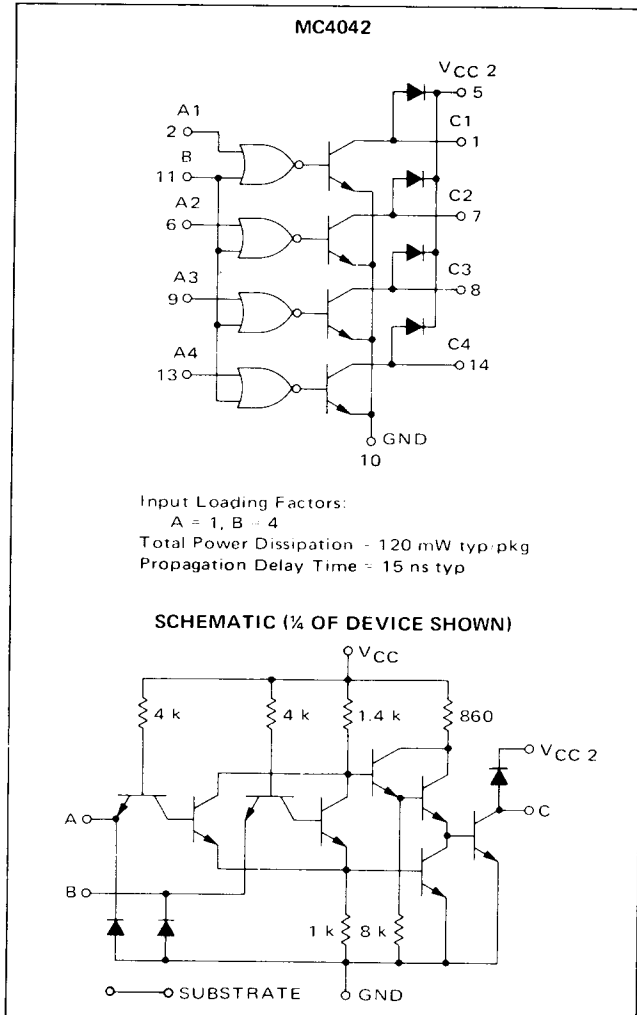 MC4042
VCC 2
5
A1
2
C1
1
B
11
A2
6
C2
7
A3
9
C3
8
A4
13
C4
14
GND
10
Input Loading Factors:
A = 1, B = 4
Total Power Dissipation = 120 mW typ/pkg
Propagation Delay Time = 15 ns typ
SCHEMATIC (¼ OF DEVICE SHOWN)
VCC
4 k
4 k
1.4 k
860
VCC 2
A
C
B
1 k
8 k
SUBSTRATE
GND